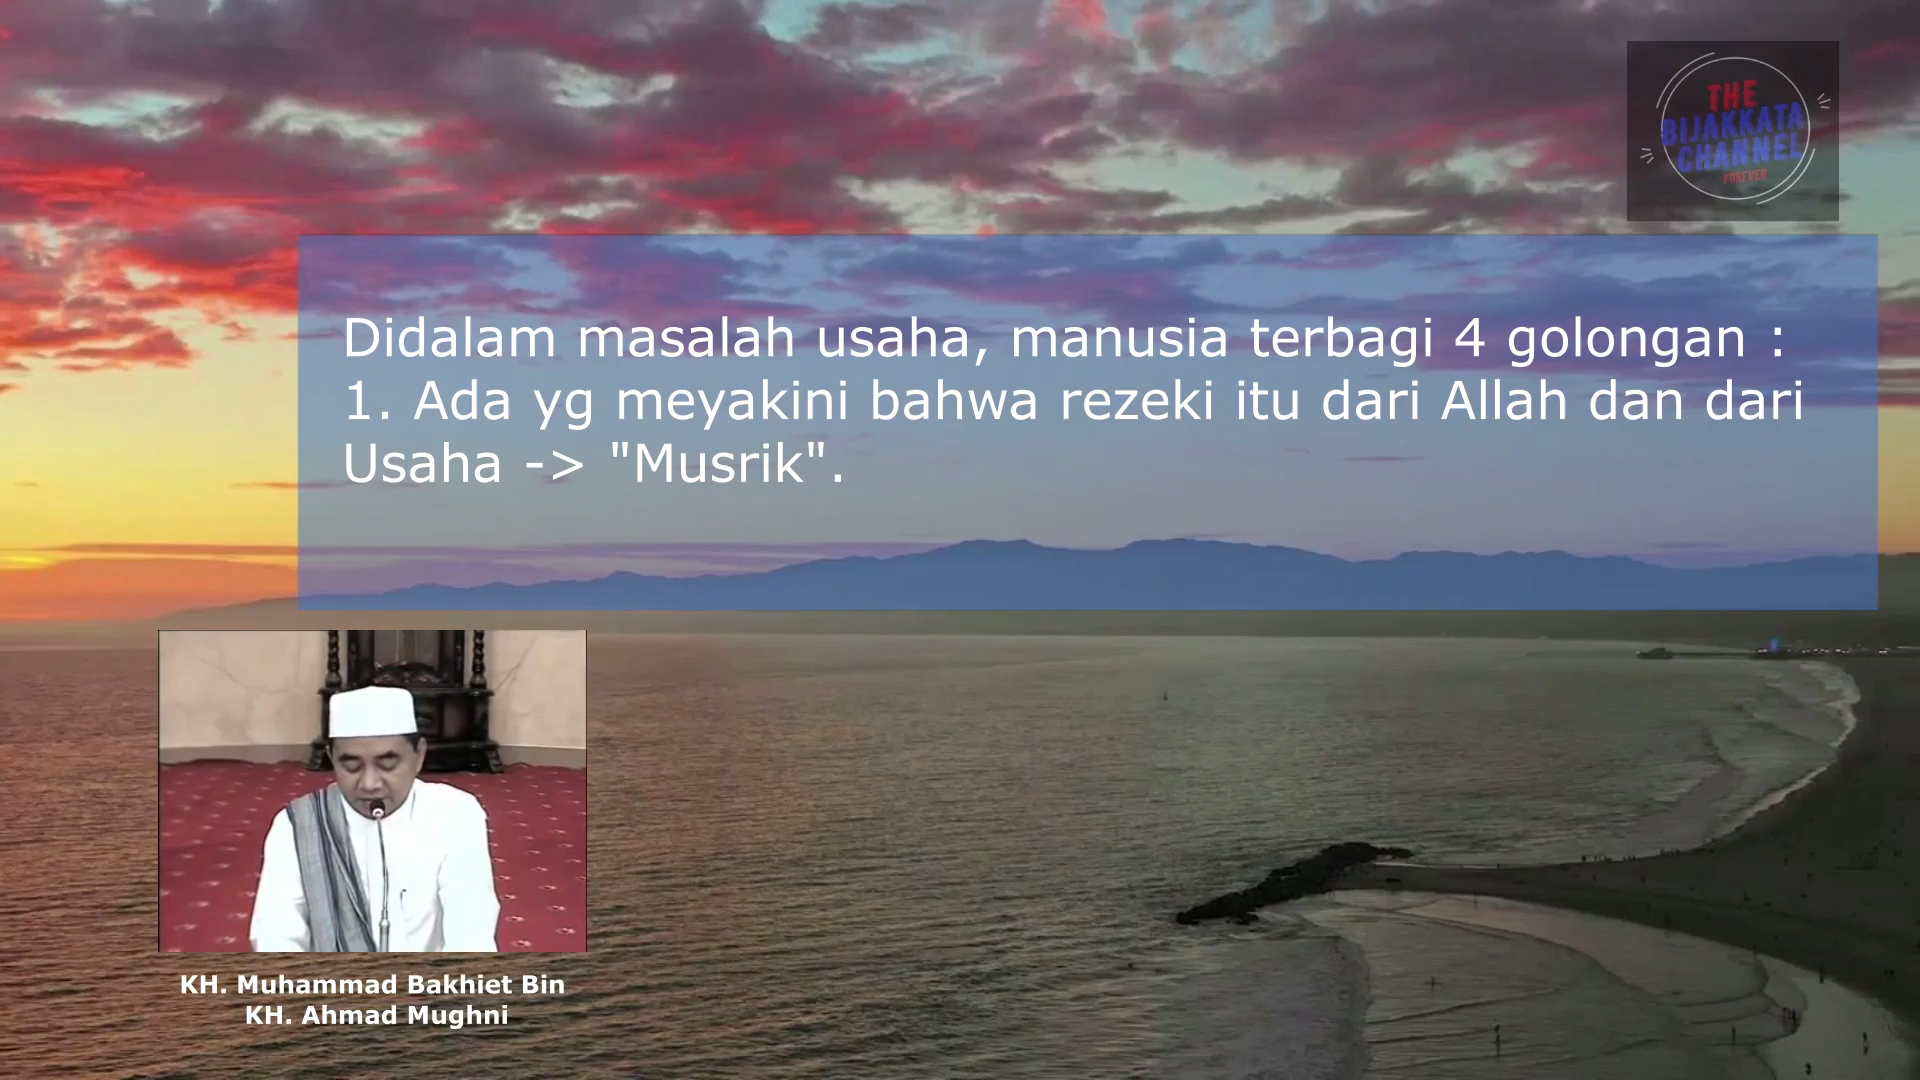 THE
BIJAKKATA
CHANNEL
FOREVER
Didalam masalah usaha, manusia terbagi 4 golongan :
1. Ada yg meyakini bahwa rezeki itu dari Allah dan dari
Usaha -> "Musrik".
KH. Muhammad Bakhiet Bin
KH. Ahmad Mughni